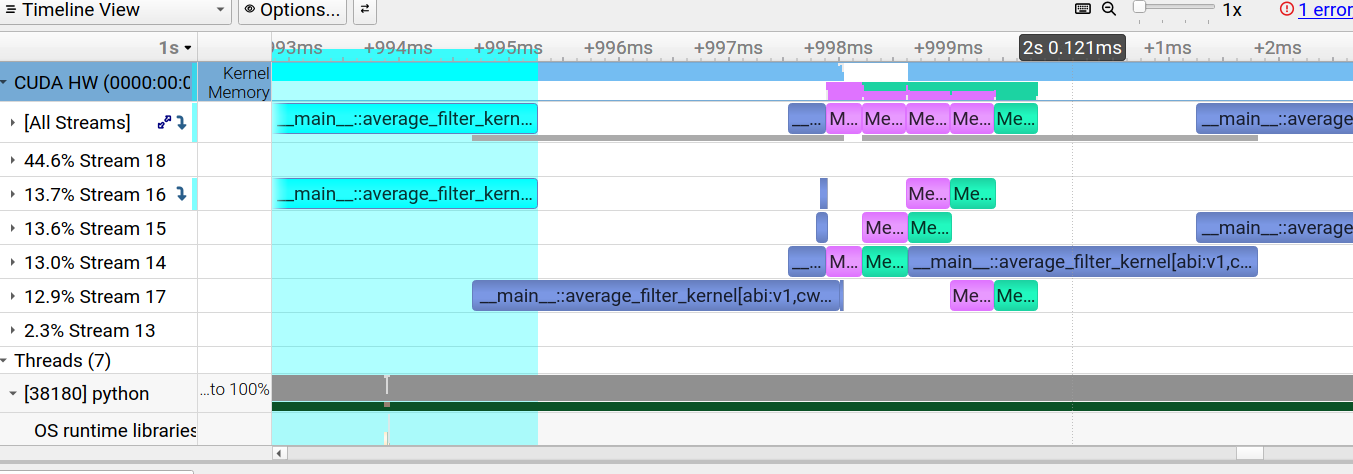 Timeline View Options... 1x 1 error
1s 993ms +994ms +995ms +996ms +997ms +998ms +999ms 2s 0.121ms +1ms +2ms
CUDA HW (0000:00:0 Kernel
Memory
[All Streams] __main__::average_filter_kern... __... M... Me... Me... Me... Me... __main__::average
44.6% Stream 18
13.7% Stream 16 __main__::average_filter_kern... Me... Me...
13.6% Stream 15 Me... Me... __main__::average
13.0% Stream 14 __... M... Me... __main__::average_filter_kernel[abi:v1,c...
12.9% Stream 17 __main__::average_filter_kernel[abi:v1,cw... Me... Me...
2.3% Stream 13
Threads (7)
[38180] python ...to 100%
OS runtime libraries